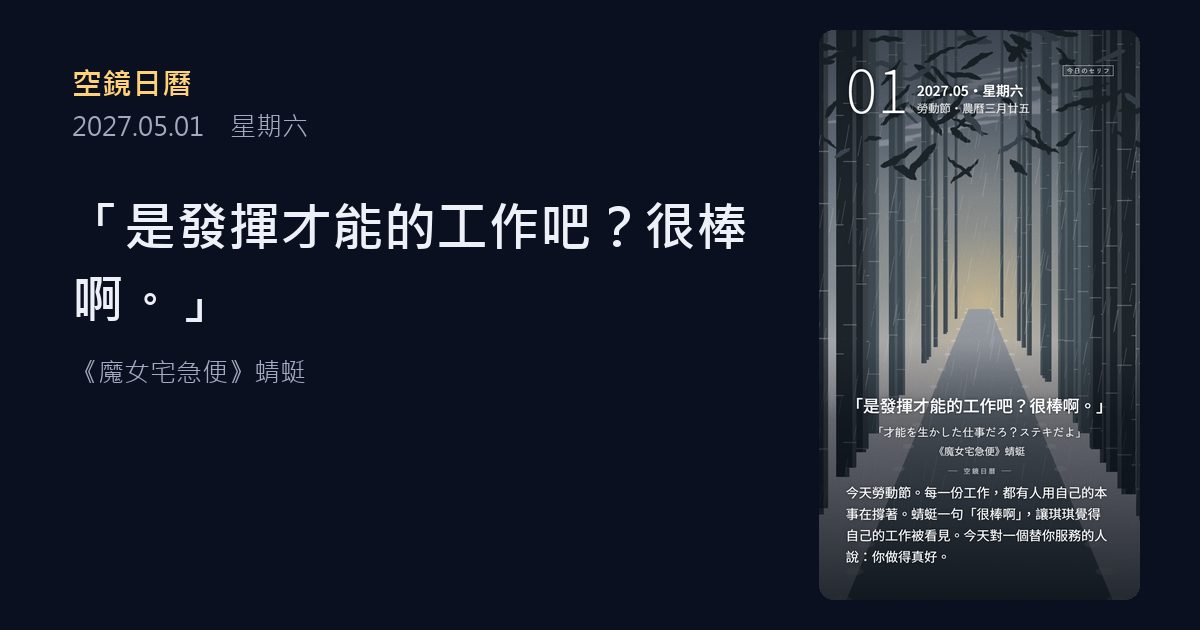 空鏡日曆
2027.05.01 星期六
「是發揮才能的工作吧？很棒
啊。」
《魔女宅急便》蜻蜓
今日のセリフ
01
2027.05・星期六
勞動節・農曆三月廿五
「是發揮才能的工作吧？很棒啊。」
「才能を生かした仕事だろ？ステキだよ」
《魔女宅急便》蜻蜓
— 空鏡日曆 —
今天勞動節。每一份工作，都有人用自己的本
事在撐著。蜻蜓一句「很棒啊」，讓琪琪覺得
自己的工作被看見。今天對一個替你服務的人
說：你做得真好。